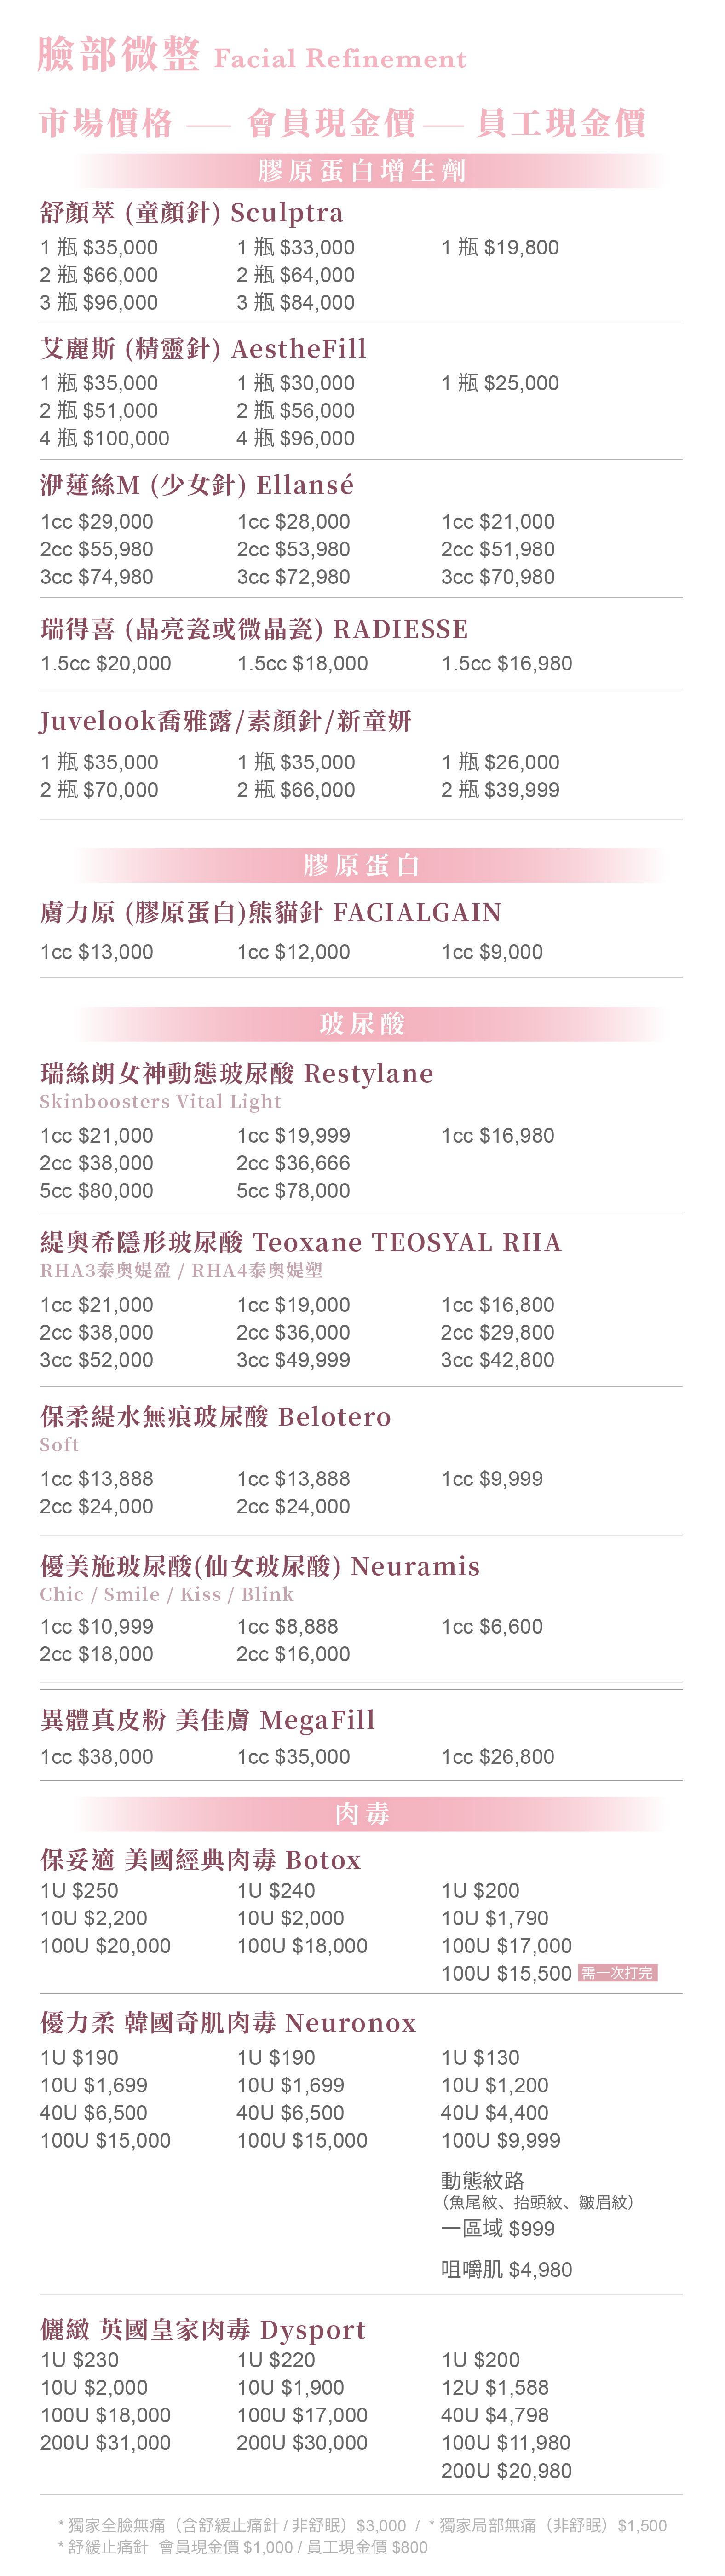 臉部微整 Facial Refinement
市場價格 — 會員現金價 — 員工現金價
膠原蛋白增生劑
舒顏萃 (童顏針) Sculptra
1 瓶 $35,000 1 瓶 $33,000 1 瓶 $19,800
2 瓶 $66,000 2 瓶 $64,000
3 瓶 $96,000 3 瓶 $84,000
艾麗斯 (精靈針) AestheFill
1 瓶 $35,000 1 瓶 $30,000 1 瓶 $25,000
2 瓶 $51,000 2 瓶 $56,000
4 瓶 $100,000 4 瓶 $96,000
洢蓮絲M (少女針) Ellansé
1cc $29,000 1cc $28,000 1cc $21,000
2cc $55,980 2cc $53,980 2cc $51,980
3cc $74,980 3cc $72,980 3cc $70,980
瑞得喜 (晶亮瓷或微晶瓷) RADIESSE
1.5cc $20,000 1.5cc $18,000 1.5cc $16,980
Juvelook喬雅露/素顏針/新童妍
1 瓶 $35,000 1 瓶 $35,000 1 瓶 $26,000
2 瓶 $70,000 2 瓶 $66,000 2 瓶 $39,999
膠原蛋白
膚力原 (膠原蛋白)熊貓針 FACIALGAIN
1cc $13,000 1cc $12,000 1cc $9,000
玻尿酸
瑞絲朗女神動態玻尿酸 Restylane
Skinboosters Vital Light
1cc $21,000 1cc $19,999 1cc $16,980
2cc $38,000 2cc $36,666
5cc $80,000 5cc $78,000
緹奧希隱形玻尿酸 Teoxane TEOSYAL RHA
RHA3泰奧媞盈 / RHA4泰奧媞塑
1cc $21,000 1cc $19,000 1cc $16,800
2cc $38,000 2cc $36,000 2cc $29,800
3cc $52,000 3cc $49,999 3cc $42,800
保柔緹水無痕玻尿酸 Belotero
Soft
1cc $13,888 1cc $13,888 1cc $9,999
2cc $24,000 2cc $24,000
優美施玻尿酸(仙女玻尿酸) Neuramis
Chic / Smile / Kiss / Blink
1cc $10,999 1cc $8,888 1cc $6,600
2cc $18,000 2cc $16,000
異體真皮粉 美佳膚 MegaFill
1cc $38,000 1cc $35,000 1cc $26,800
肉毒
保妥適 美國經典肉毒 Botox
1U $250 1U $240 1U $200
10U $2,200 10U $2,000 10U $1,790
100U $20,000 100U $18,000 100U $17,000
100U $15,500 需一次打完
優力柔 韓國奇肌肉毒 Neuronox
1U $190 1U $190 1U $130
10U $1,699 10U $1,699 10U $1,200
40U $6,500 40U $6,500 40U $4,400
100U $15,000 100U $15,000 100U $9,999
動態紋路
（魚尾紋、抬頭紋、皺眉紋）
一區域 $999
咀嚼肌 $4,980
儷緻 英國皇家肉毒 Dysport
1U $230 1U $220 1U $200
10U $2,000 10U $1,900 12U $1,588
100U $18,000 100U $17,000 40U $4,798
200U $31,000 200U $30,000 100U $11,980
200U $20,980
* 獨家全臉無痛（含舒緩止痛針 / 非舒眠）$3,000 / * 獨家局部無痛（非舒眠）$1,500
* 舒緩止痛針 會員現金價 $1,000 / 員工現金價 $800